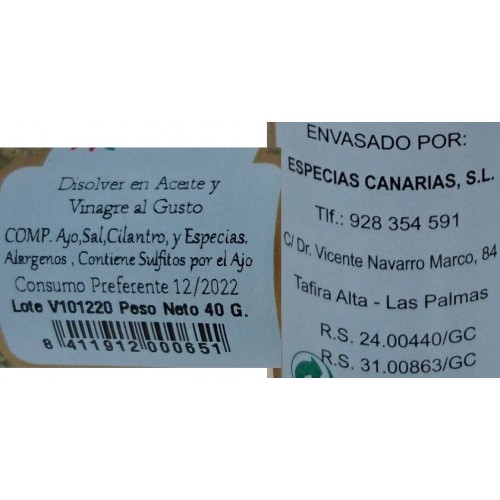 Disolver en Aceite y
Vinagre al Gusto
COMP. Ajo,Sal,Cilantro, y Especias.
Alargenos , Contiene Sulfitos por el Ajo
Consumo Preferente 12/2022
Lote V101220 Peso Neto 40 G.
8 411912 000651
ENVASADO POR:
ESPECIAS CANARIAS, S.L.
Tlf.: 928 354 591
C/ Dr. Vicente Navarro Marco, 84
Tafira Alta - Las Palmas
R.S. 24.00440/GC
R.S. 31.00863/GC